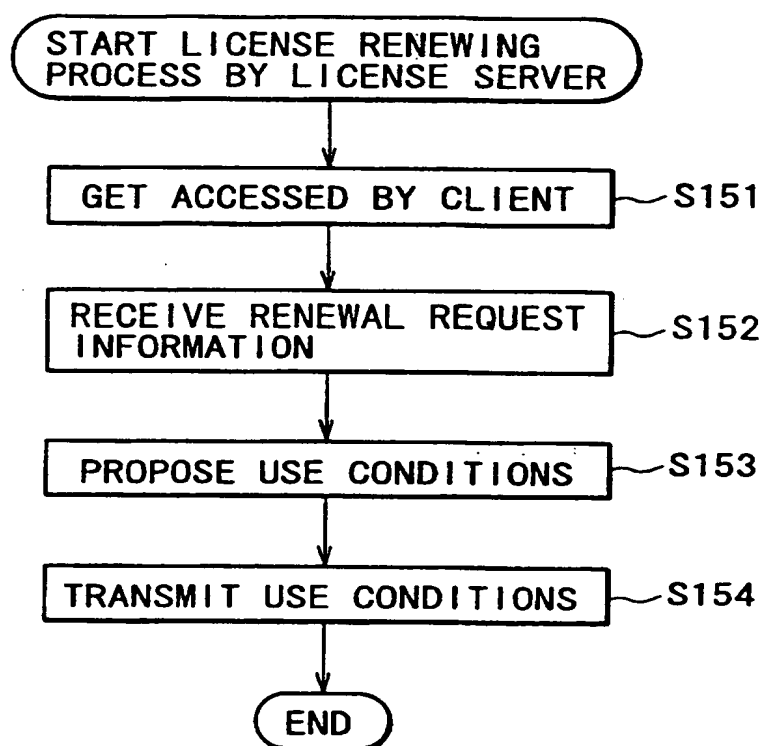 START LICENSE RENEWING
PROCESS BY LICENSE SERVER
GET ACCESSED BY CLIENT
S151
RECEIVE RENEWAL REQUEST
INFORMATION
S152
PROPOSE USE CONDITIONS
S153
TRANSMIT USE CONDITIONS
S154
END